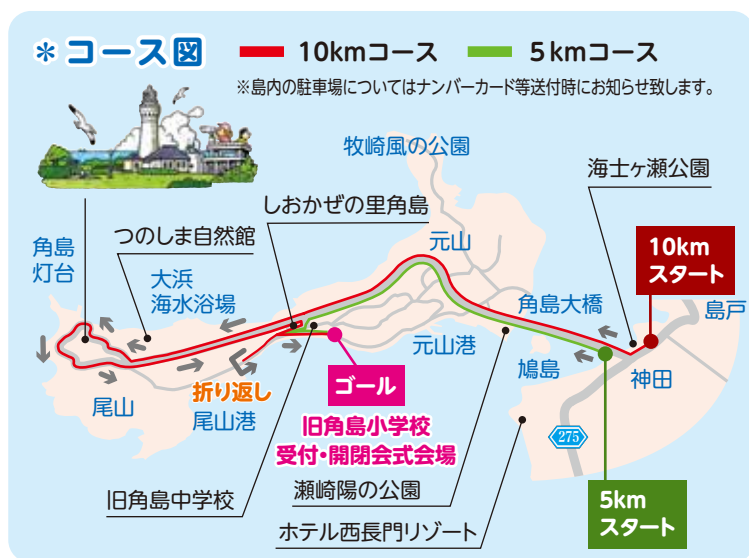 ＊コース図
10kmコース
5kmコース
※島内の駐車場についてはナンバーカード等送付時にお知らせ致します。
牧崎風の公園
海士ヶ瀬公園
しおかぜの里角島
角島
灯台
つのしま自然館
大浜
海水浴場
元山
10km
スタート
角島大橋
島戸
元山港
鳩島
神田
折り返し
ゴール
尾山
尾山港
旧角島小学校
受付・開閉会式会場
275
旧角島中学校
瀬崎陽の公園
ホテル西長門リゾート
5km
スタート